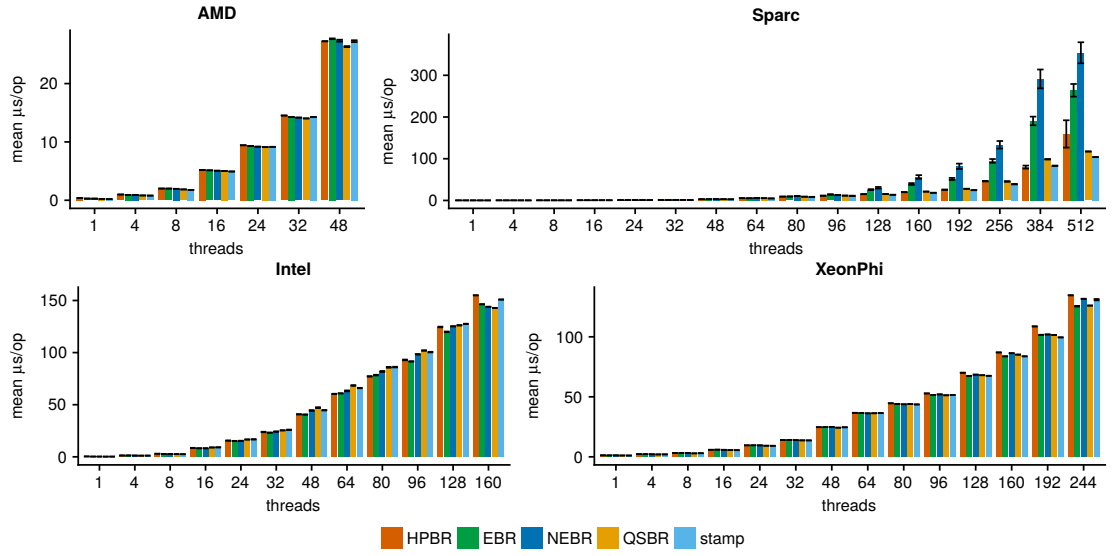 AMD
mean µs/op
0
10
20
1 4 8 16 24 32 48
threads
Sparc
mean µs/op
0
100
200
300
1 4 8 16 24 32 48 64 80 96 128 160 192 256 384 512
threads
Intel
mean µs/op
0
50
100
150
1 4 8 16 24 32 48 64 80 96 128 160
threads
XeonPhi
mean µs/op
0
50
100
1 4 8 16 24 32 48 64 80 96 128 160 192 244
threads
HPBR EBR NEBR QSBR stamp